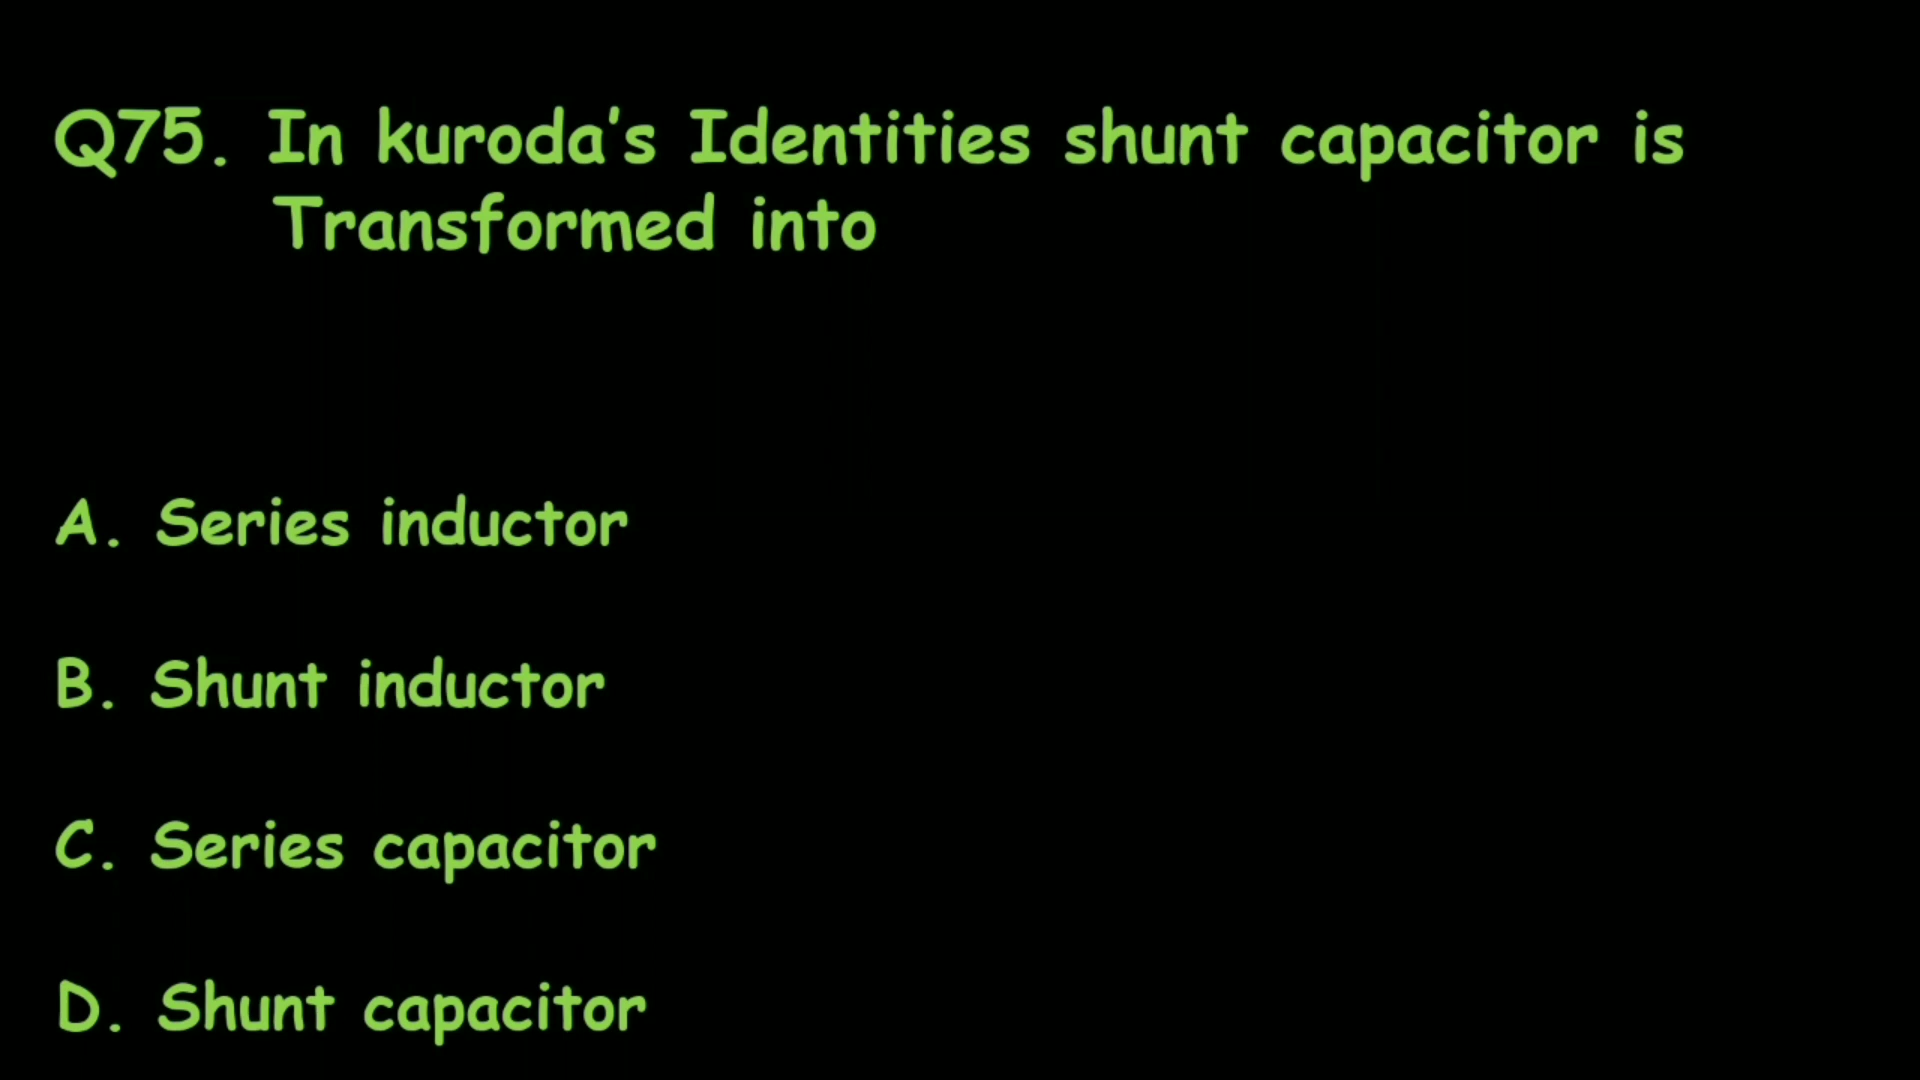 Q75. In kuroda's Identities shunt capacitor is
Transformed into
A. Series inductor
B. Shunt inductor
C. Series capacitor
D. Shunt capacitor